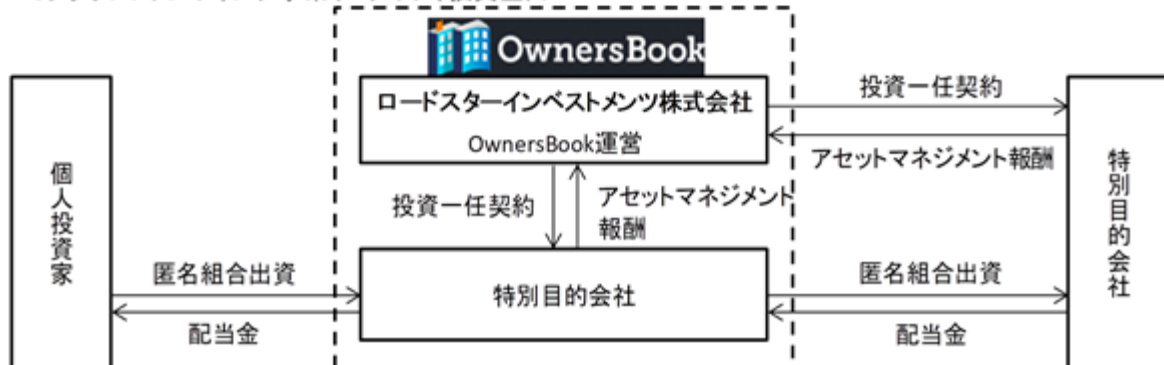 OwnersBook
ロードスターインベストメンツ株式会社
OwnersBook運営
投資一任契約
アセットマネジメント報酬
個人投資家
投資一任契約
アセットマネジメント
報酬
特別目的会社
匿名組合出資
配当金
特別目的会社
匿名組合出資
配当金